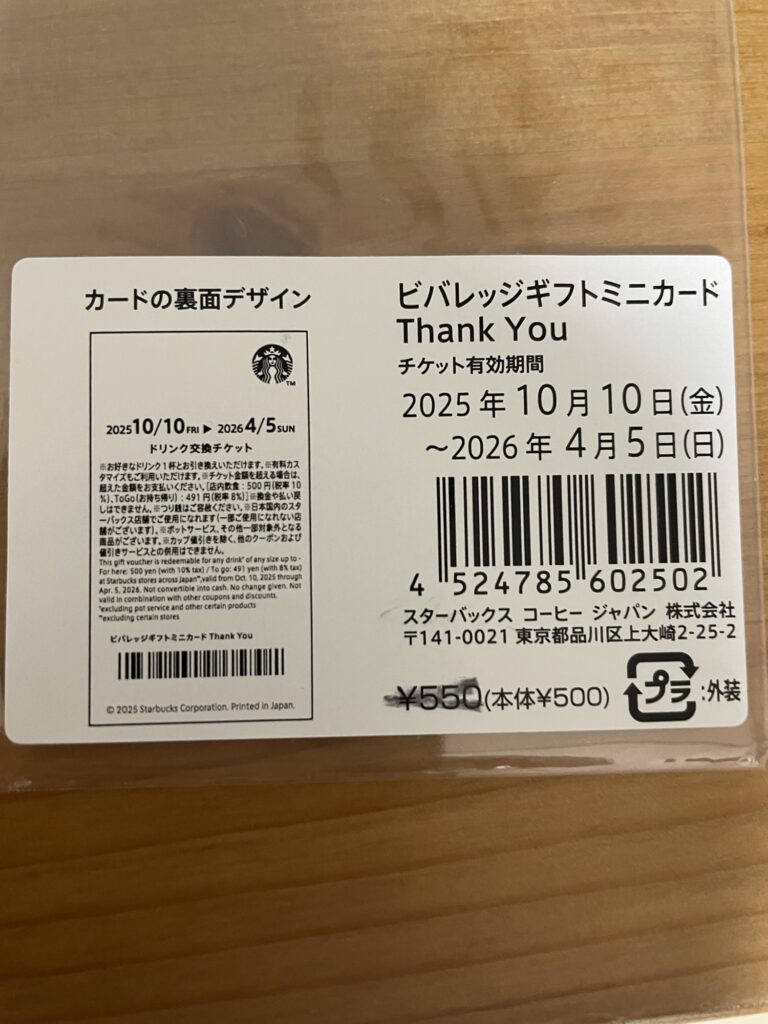 カードの裏面デザイン
2025 10/10 FRI ▶ 2026 4/5 SUN
ドリンク交換チケット
※お好きなドリンク1杯とお引き換えいただけます。※有料カス
タマイズもご利用いただけます。※チケット金額を超える場合は、
超えた金額をお支払いください。[店内飲食:500円(税率10
%)、ToGo(お持ち帰り):491円(税率8%)]※換金や払い戻
しはできません。※つり銭はご容赦ください。※日本国内のスター
バックス店舗でご使用になれます(一部ご使用になれない店
舗がございます)。※ポットサービス、その他一部対象外となる
商品がございます。※カップ値引きを除く、他のクーポンおよび
値引きサービスとの併用はできません。
This gift voucher is redeemable for any drink* of any size up to -
For here: 500 yen (with 10% tax) / To go: 491 yen (with 8% tax)
at Starbucks stores across Japan**,valid from Oct. 10, 2025 through
Apr. 5, 2026. Not convertible into cash. No change given. Not
valid in combination with other coupons and discounts.
*excluding pot service and other certain products
**excluding certain stores
ビバレッジギフトミニカード Thank You
© 2025 Starbucks Corporation. Printed in Japan.
TM
ビバレッジギフトミニカード
Thank You
チケット有効期間
2025年10月10日(金)
～2026年 4月5日(日)
4 524785 602502
スターバックス コーヒー ジャパン 株式会社
〒141-0021 東京都品川区上大崎2-25-2
¥550(本体¥500)
プラ:外装